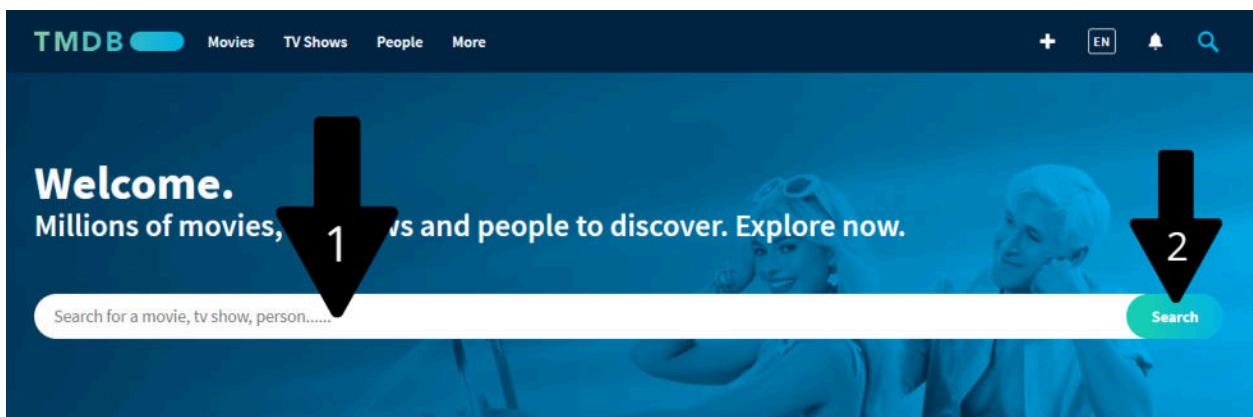 TMDB Movies TV Shows People More EN
Welcome.
Millions of movies, vs and people to discover. Explore now.
1
2
Search for a movie, tv show, person...... Search